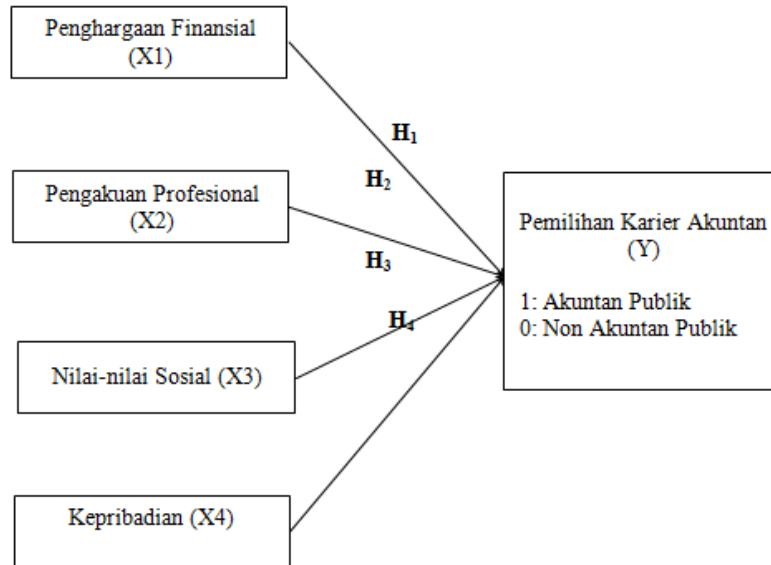 Penghargaan Finansial
(X1)
H₁
H₂
Pengakuan Profesional
(X2)
H₃
Pemilihan Karier Akuntan
(Y)
1: Akuntan Publik
0: Non Akuntan Publik
H₄
Nilai-nilai Sosial (X3)
Kepribadian (X4)